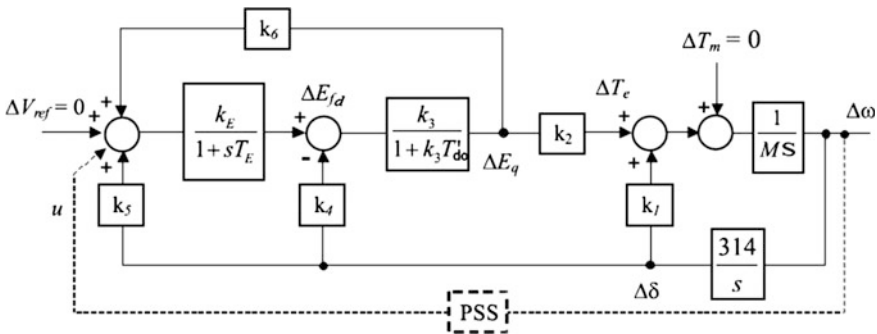 k6
ΔTm = 0
ΔVref = 0
+
+
+
+
kE
1 + sTE
ΔEfd
+
-
k3
1 + k3T'do
ΔEq
k2
ΔTe
+
+
+
1
MS
Δω
u
k5
k4
k1
314
s
Δδ
PSS